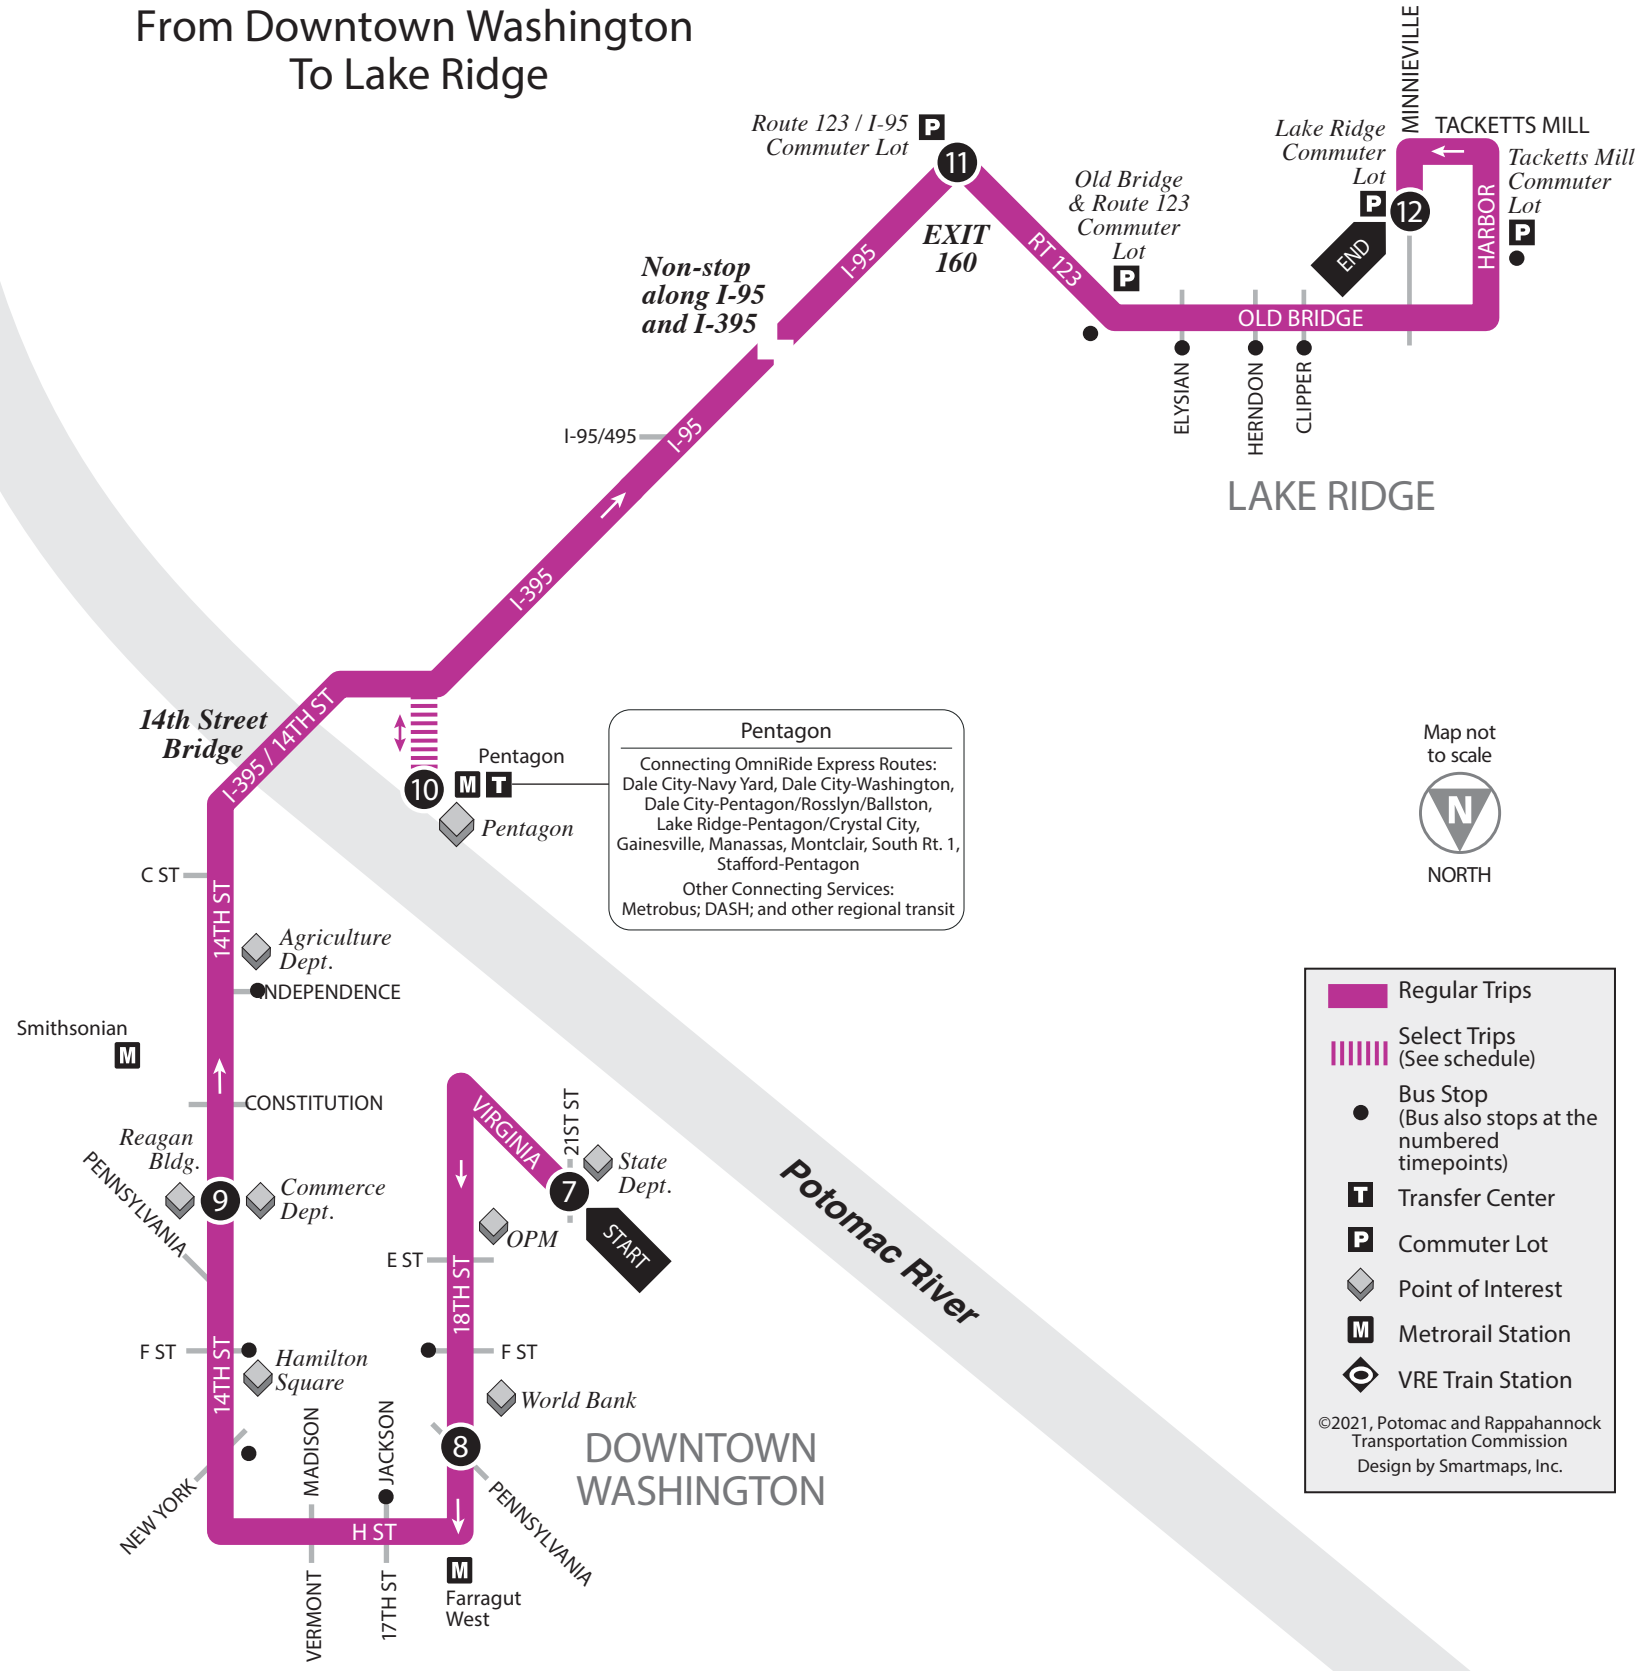 From Downtown Washington
To Lake Ridge
MINNIEVILLE
TACKETTS MILL
Route 123 / I-95
Commuter Lot
P
11
EXIT
160
Lake Ridge
Commuter
Lot
P
12
END
Tacketts Mill
Commuter
Lot
P
HARBOR
Old Bridge
& Route 123
Commuter
Lot
P
RT 123
I-95
Non-stop
along I-95
and I-395
OLD BRIDGE
ELYSIAN
HERNDON
CLIPPER
LAKE RIDGE
I-95/495
I-95
I-395
14th Street
Bridge
I-395 / 14TH ST
10
M
T
Pentagon
Pentagon
Pentagon
Connecting OmniRide Express Routes:
Dale City-Navy Yard, Dale City-Washington,
Dale City-Pentagon/Rosslyn/Ballston,
Lake Ridge-Pentagon/Crystal City,
Gainesville, Manassas, Montclair, South Rt. 1,
Stafford-Pentagon
Other Connecting Services:
Metrobus; DASH; and other regional transit
Map not
to scale
N
NORTH
C ST
14TH ST
Agriculture
Dept.
INDEPENDENCE
Smithsonian
M
CONSTITUTION
Reagan
Bldg.
PENNSYLVANIA
9
Commerce
Dept.
VIRGINIA
21ST ST
7
State
Dept.
START
OPM
E ST
18TH ST
F ST
14TH ST
Hamilton
Square
F ST
World Bank
8
PENNSYLVANIA
NEW YORK
MADISON
JACKSON
H ST
VERMONT
17TH ST
M
Farragut
West
DOWNTOWN
WASHINGTON
Potomac River
Regular Trips
Select Trips
(See schedule)
Bus Stop
(Bus also stops at the
numbered
timepoints)
T
Transfer Center
P
Commuter Lot
Point of Interest
M
Metrorail Station
VRE Train Station
©2021, Potomac and Rappahannock
Transportation Commission
Design by Smartmaps, Inc.